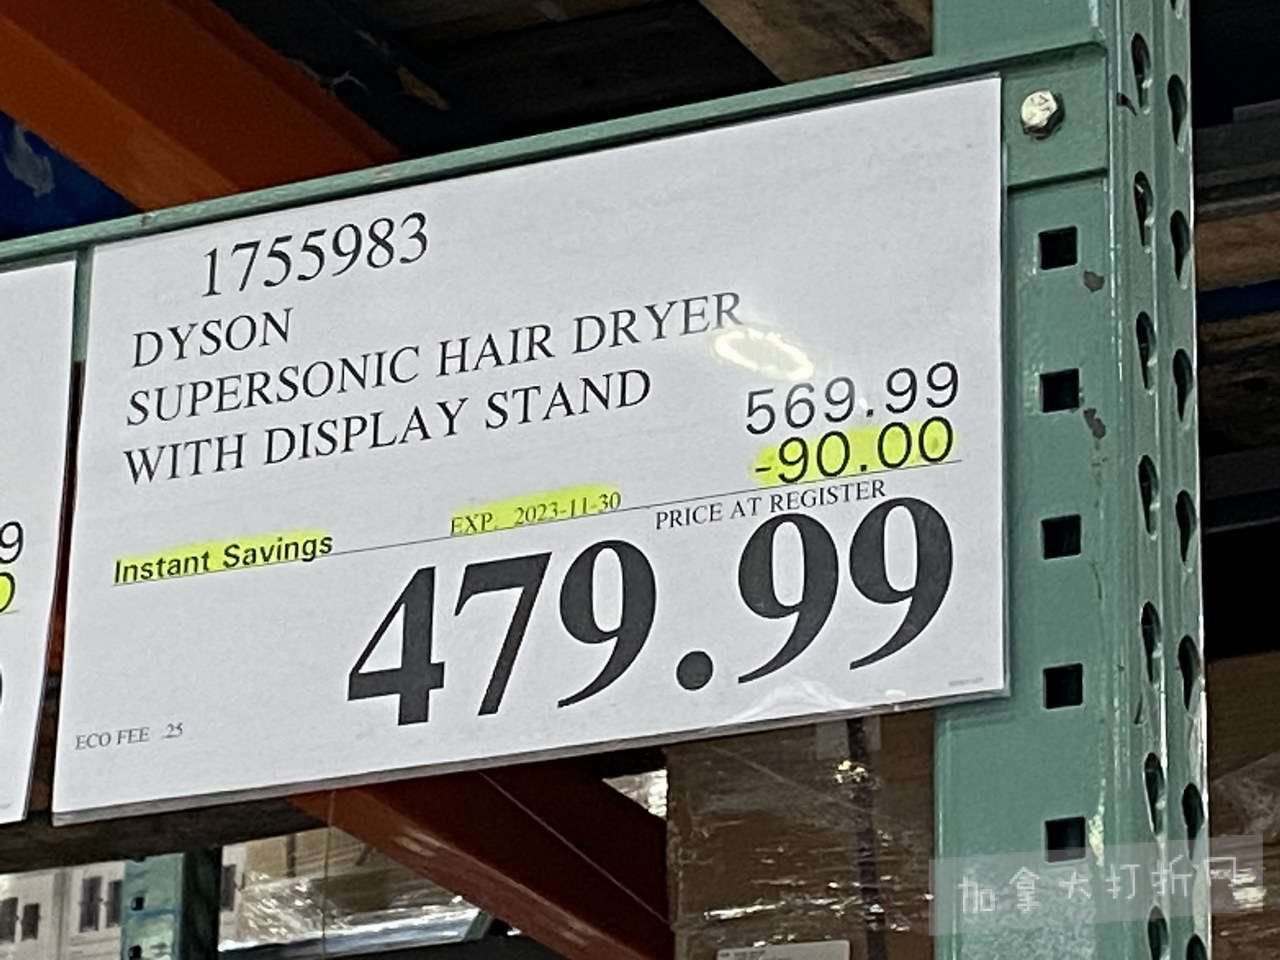 1755983
DYSON
SUPERSONIC HAIR DRYER
WITH DISPLAY STAND
569.99
-90.00
EXP. 2023-11-30
PRICE AT REGISTER
Instant Savings
479.99
ECO FEE .25
9
加拿大打折网